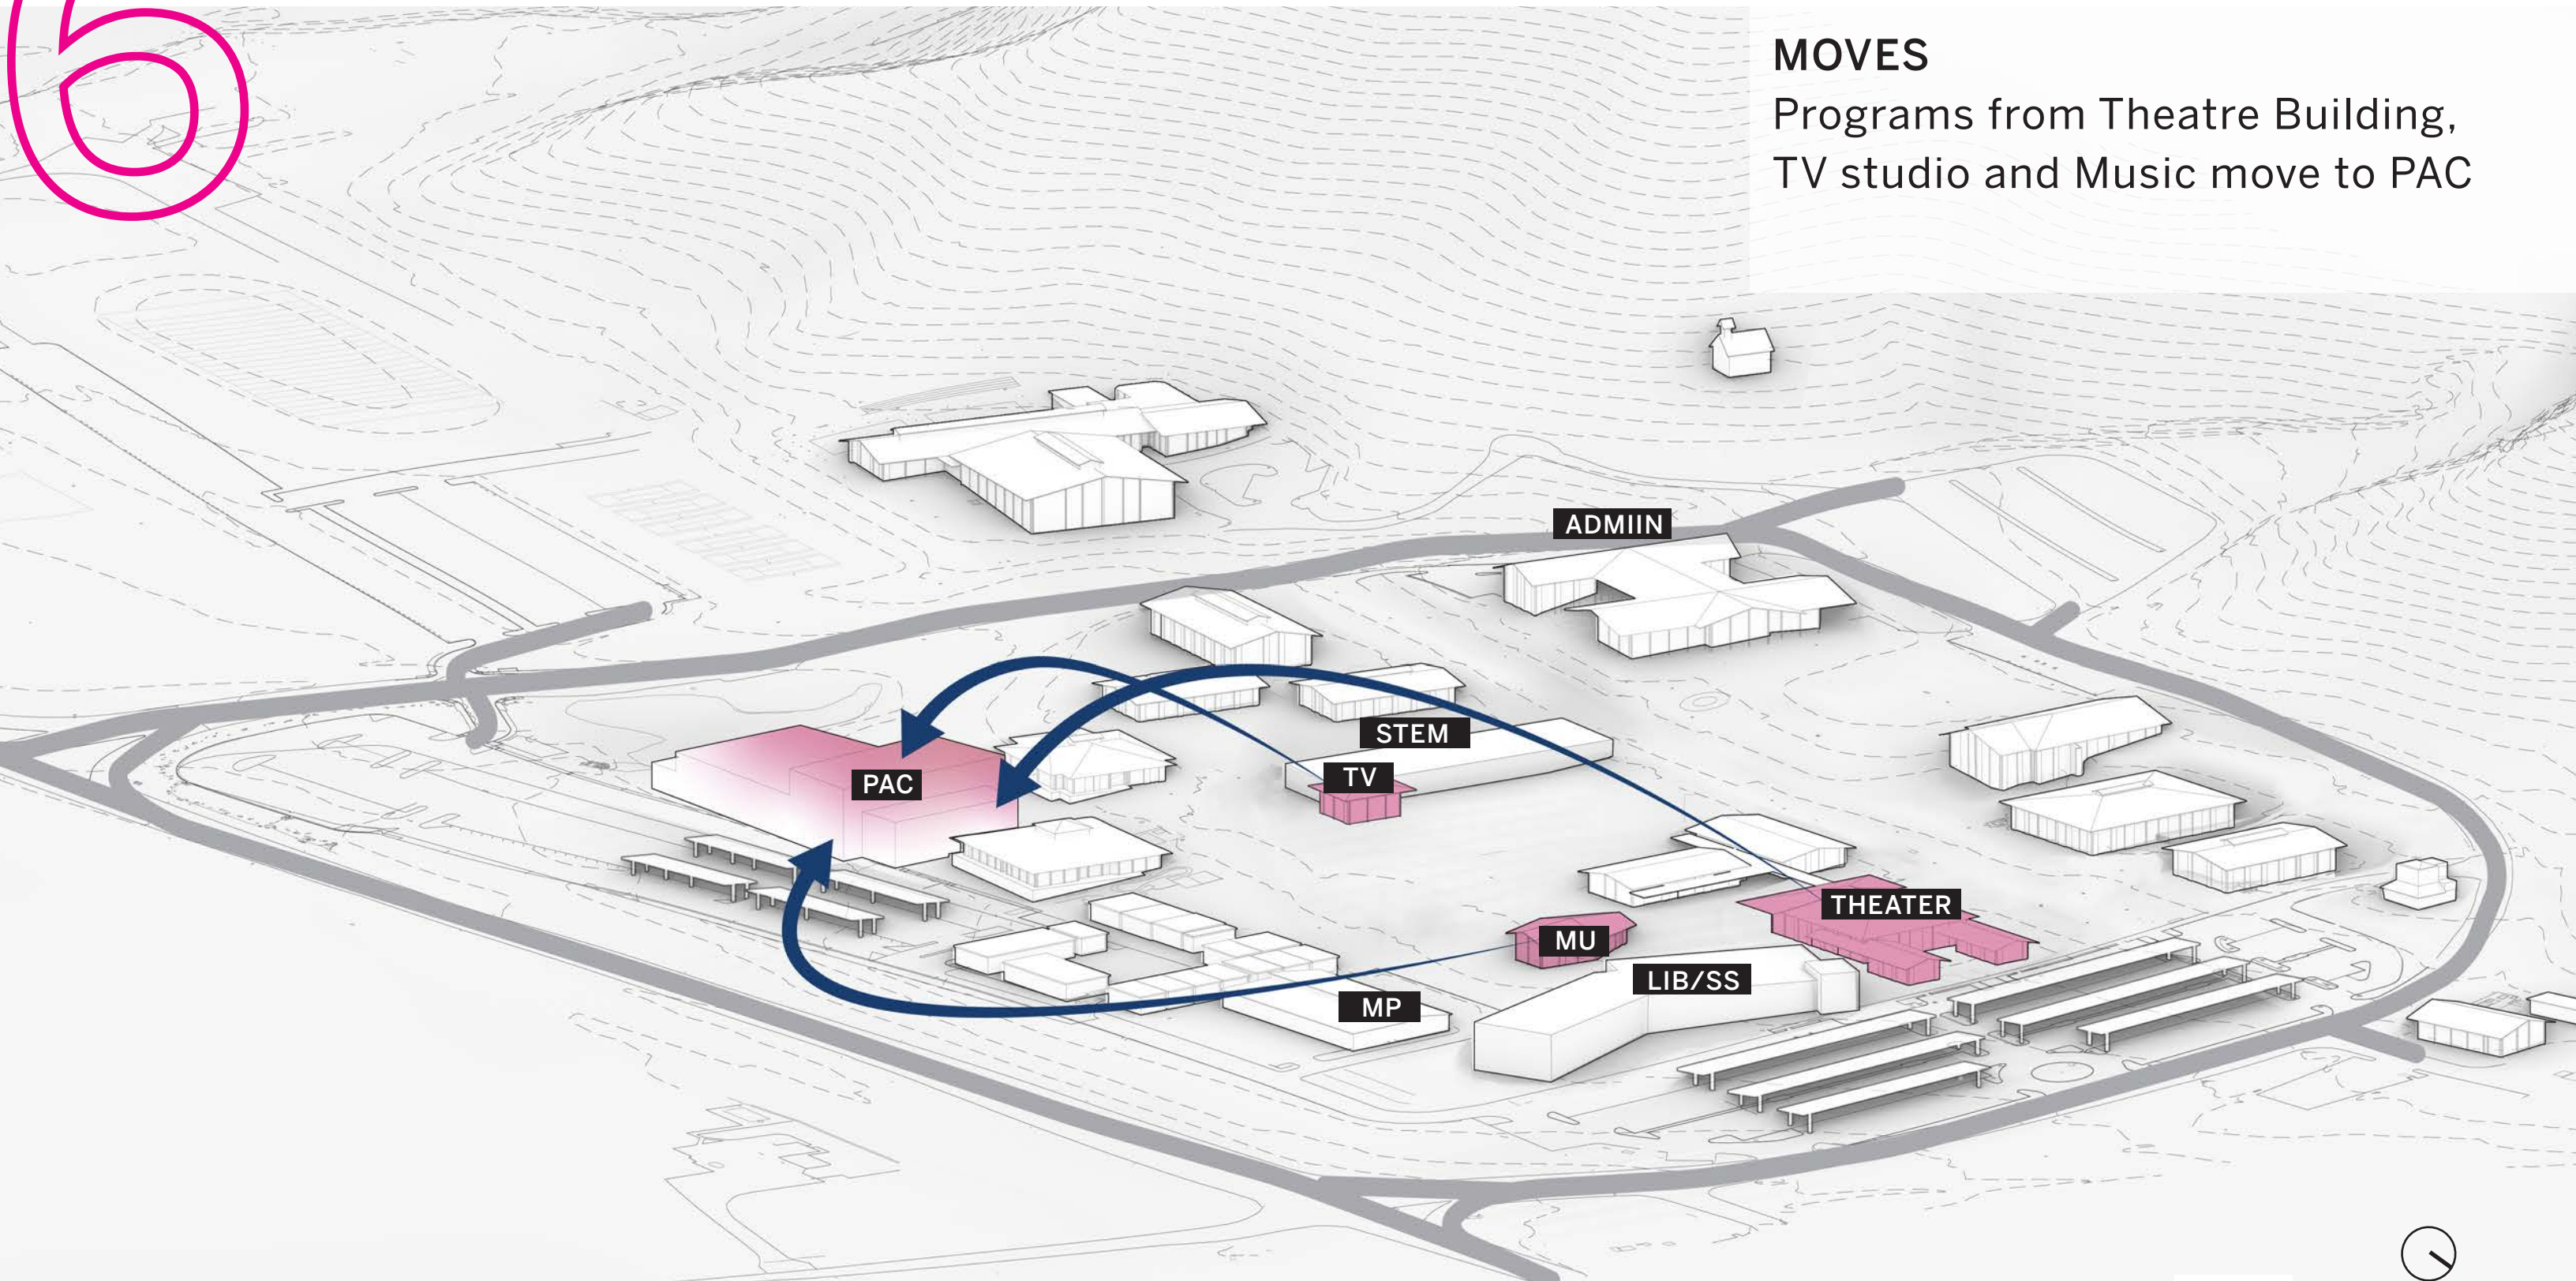 6
MOVES
Programs from Theatre Building,
TV studio and Music move to PAC
ADMIIN
STEM
TV
PAC
THEATER
MU
LIB/SS
MP